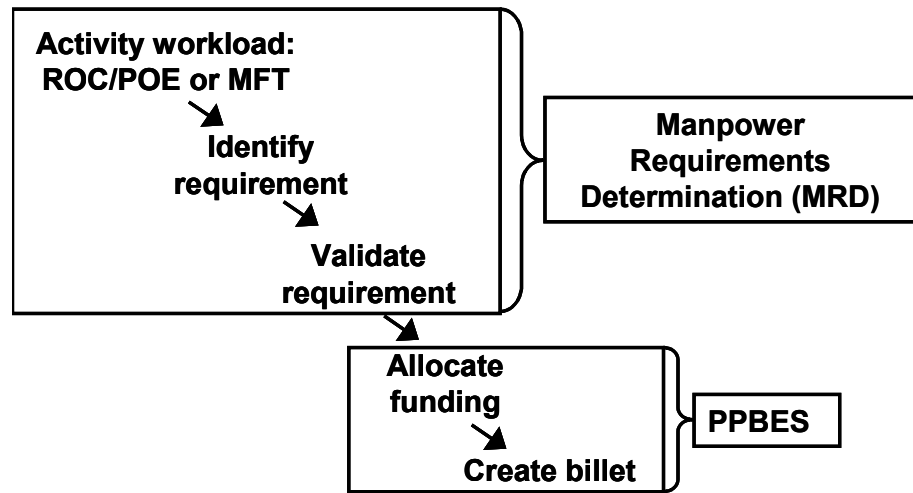 Activity workload:
ROC/POE or MFT
Identify
requirement
Validate
requirement
Manpower
Requirements
Determination (MRD)
Allocate
funding
Create billet
PPBES